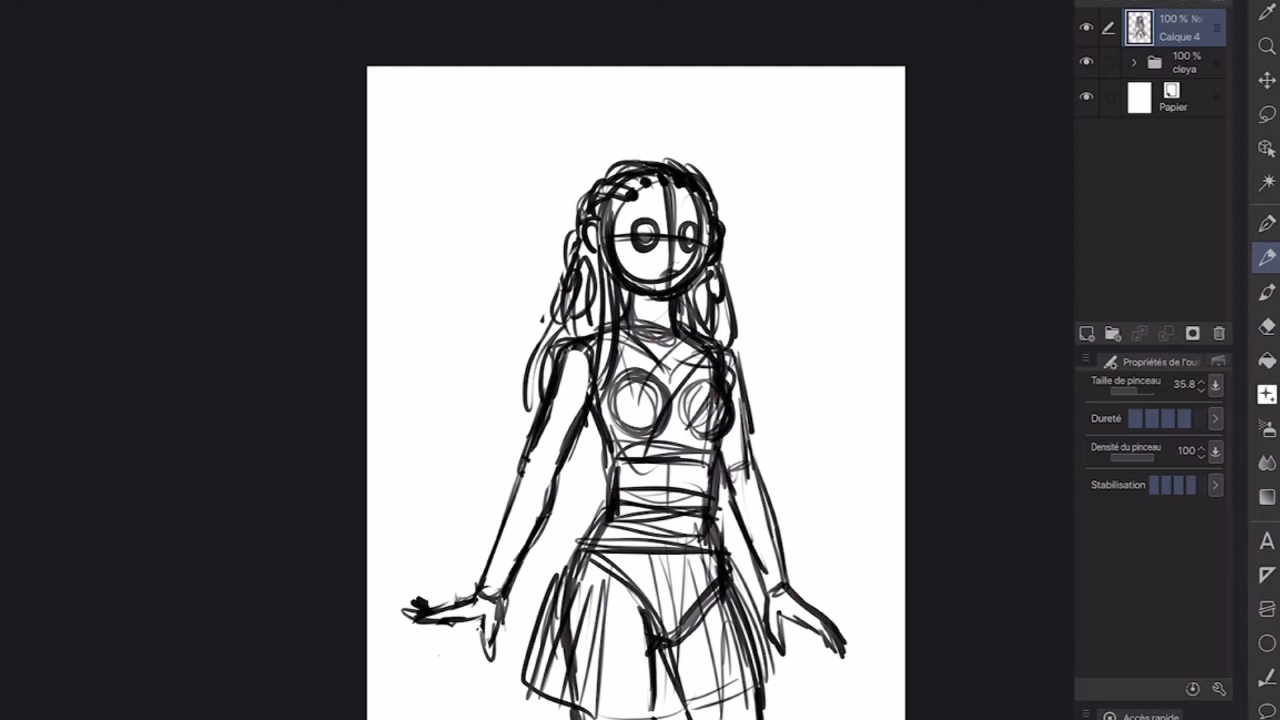 100 % No
Calque 4
100 %
cleya
Papier
Propriétés de l'out
Taille de pinceau 35.8
Dureté
Densité du pinceau 100
Stabilisation
Accès rapide